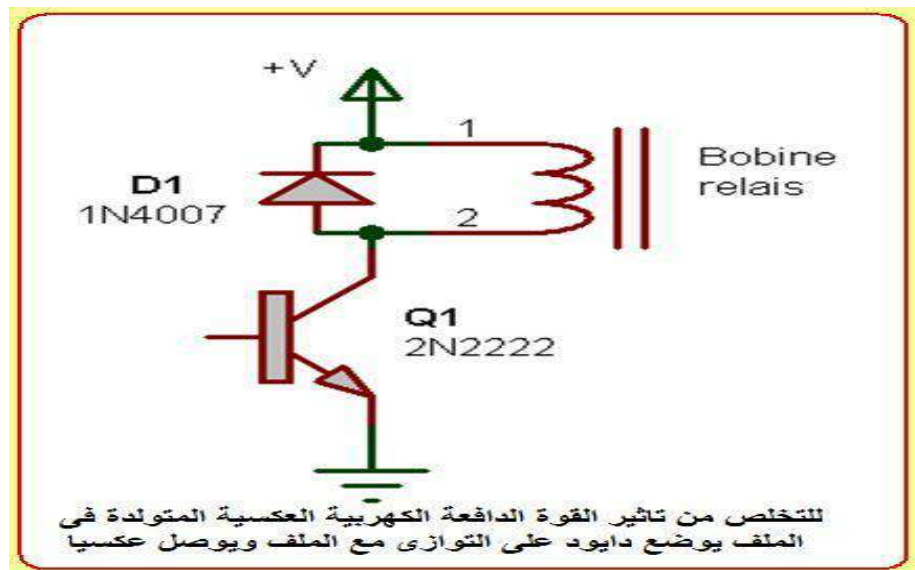 +V
1
D1
1N4007
Bobine
relais
2
Q1
2N2222
للتخلص من تاثير القوة الدافعة الكهربية العكسية المتولدة فى
الملف يوضع دايود على التوازى مع الملف ويوصل عكسيا